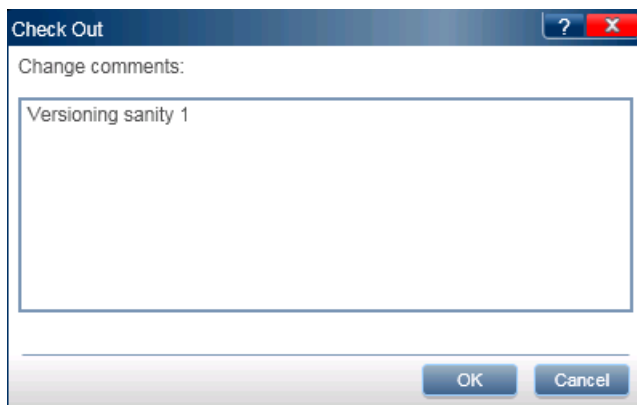 Check Out
?
X
Change comments:
Versioning sanity 1
OK
Cancel